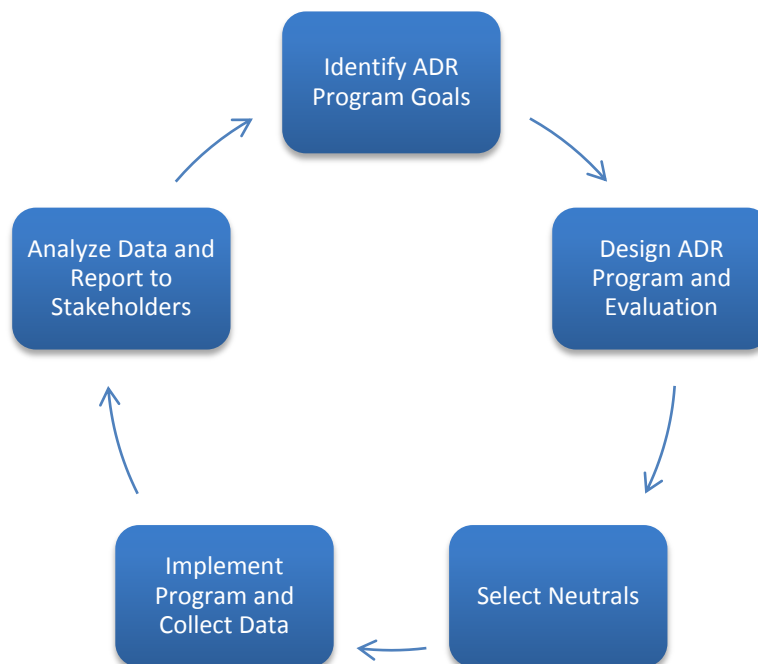 Identify ADR
Program Goals
Design ADR
Program and
Evaluation
Select Neutrals
Implement
Program and
Collect Data
Analyze Data and
Report to
Stakeholders